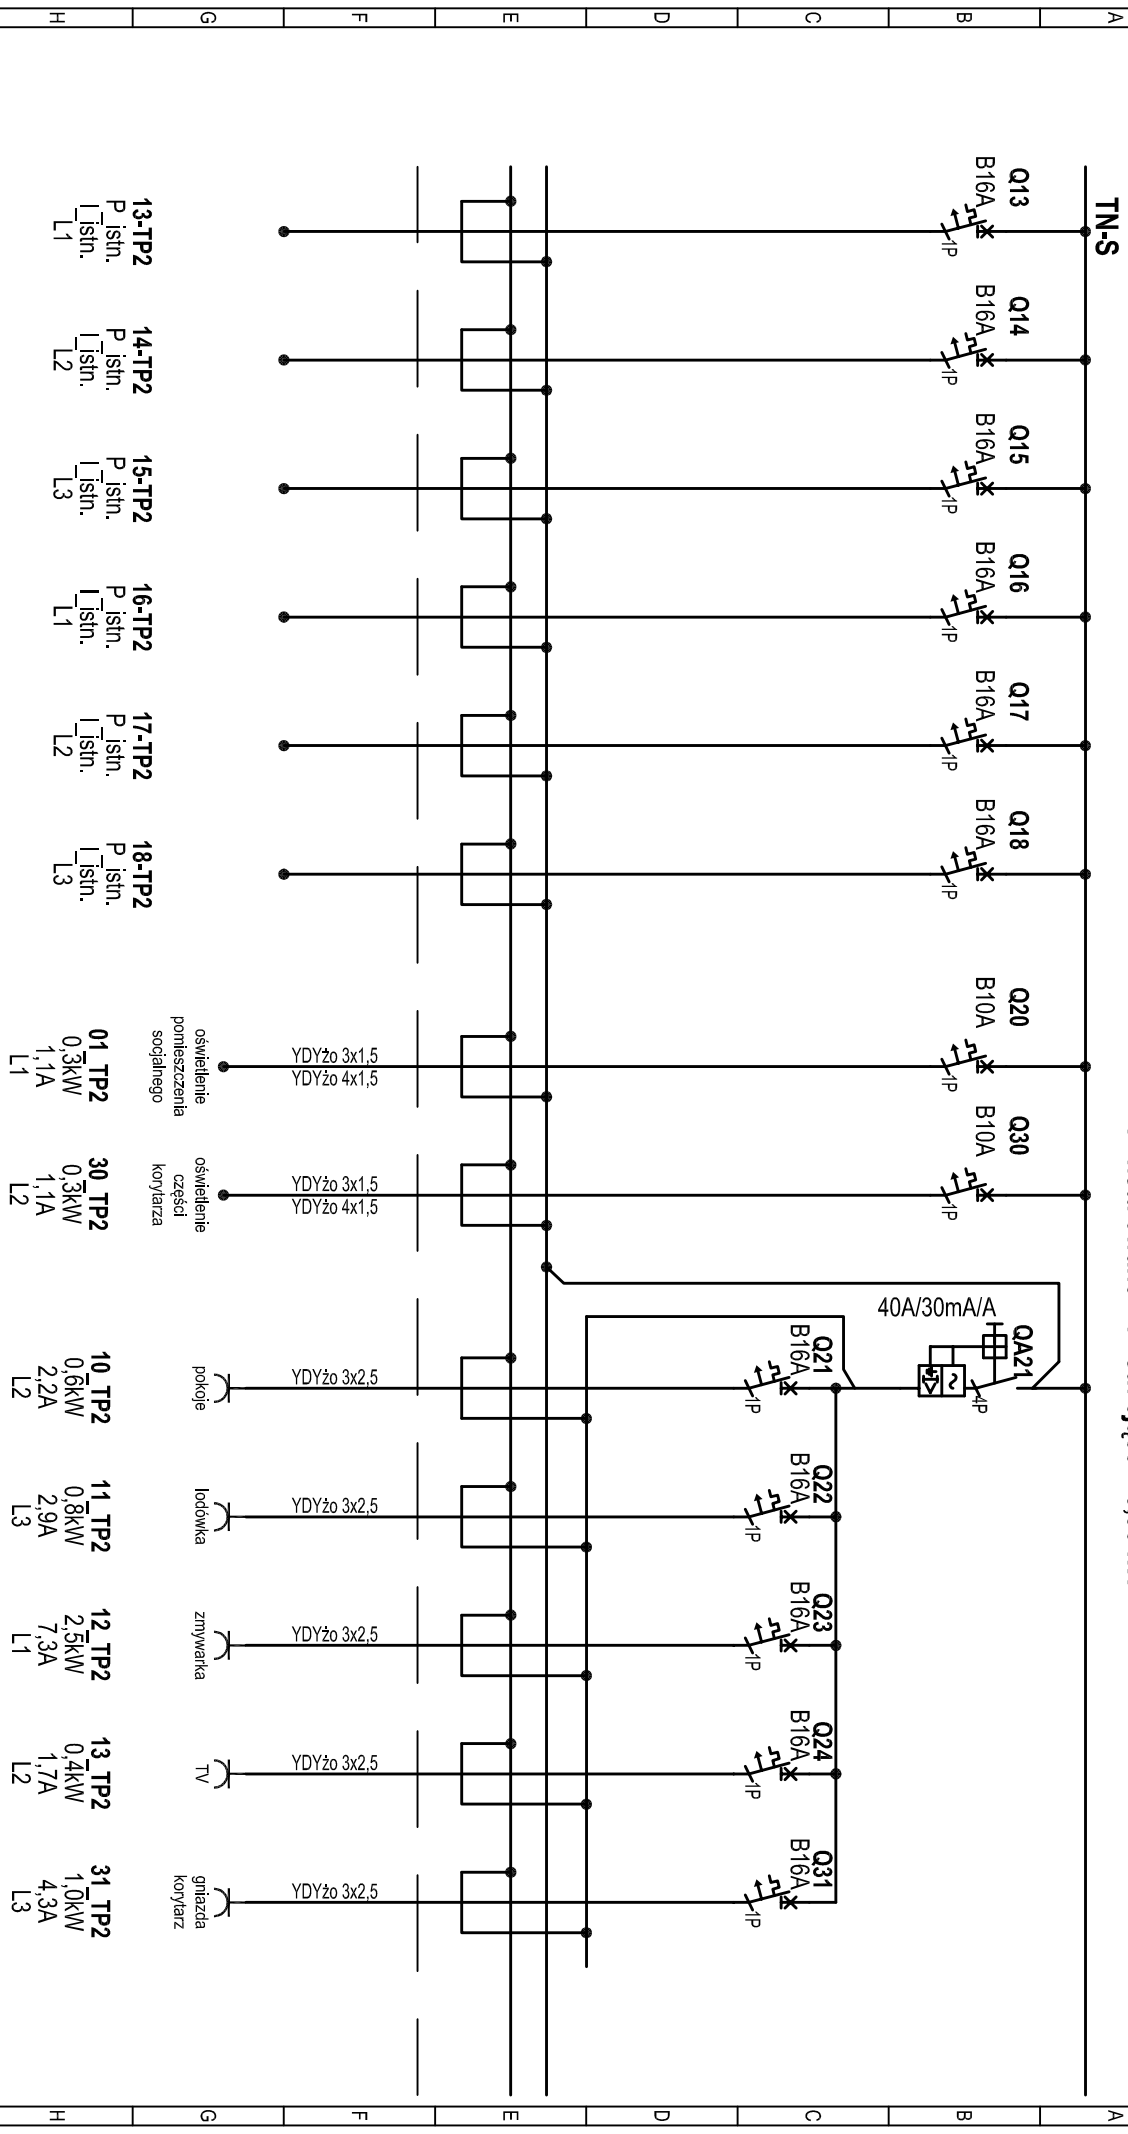 A
B
C
D
E
F
G
H
TN-S
Q13
B16A
1P
Q14
B16A
1P
Q15
B16A
1P
Q16
B16A
1P
Q17
B16A
1P
Q18
B16A
1P
Q20
B10A
1P
Q30
B10A
1P
QA21
40A/30mA/A
4P
Q21
B16A
1P
Q22
B16A
1P
Q23
B16A
1P
Q24
B16A
1P
Q31
B16A
1P
YDYżo 3x1,5
YDYżo 4x1,5
YDYżo 3x1,5
YDYżo 4x1,5
YDYżo 3x2,5
YDYżo 3x2,5
YDYżo 3x2,5
YDYżo 3x2,5
YDYżo 3x2,5
13-TP2
P_istn.
I_istn.
L1
14-TP2
P_istn.
I_istn.
L2
15-TP2
P_istn.
I_istn.
L3
16-TP2
P_istn.
I_istn.
L1
17-TP2
P_istn.
I_istn.
L2
18-TP2
P_istn.
I_istn.
L3
oświetlenie
pomieszczenia
socjalnego
01_TP2
0,3kW
1,1A
L1
oświetlenie
części
korytarza
30_TP2
0,3kW
1,1A
L2
pokoje
10_TP2
0,6kW
2,2A
L2
lodówka
11_TP2
0,8kW
2,9A
L3
zmywarka
12_TP2
2,5kW
7,3A
L1
TV
13_TP2
0,4kW
1,7A
L2
gniazda
korytarz
31_TP2
1,0kW
4,3A
L3
A
B
C
D
E
F
G
H